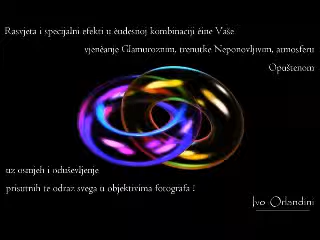 Rasvjeta i specijalni efekti u čudesnoj kombinaciji čine Vaše
vjenčanje Glamuroznim, trenutke Neponovljivim, atmosferu
Opuštenom
uz osmjeh i oduševljenje
prisutnih te odraz svega u objektivima fotografa !
Ivo Orlandini